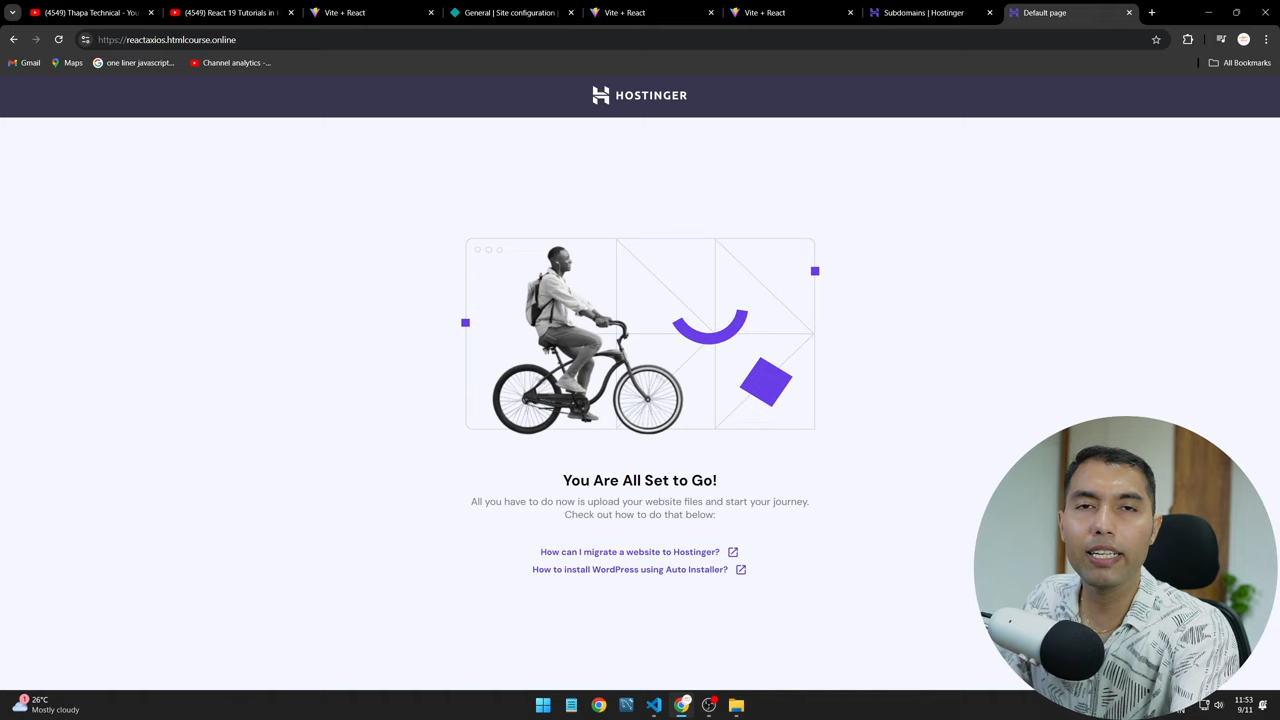 (4549) Thapa Technical - You
(4549) React 19 Tutorials in
Vite + React
General | Site configuration |
Vite + React
Vite + React
Subdomains | Hostinger
Default page
https://reactaxios.htmlcourse.online
Gmail
Maps
one liner javascript...
Channel analytics -...
All Bookmarks
HOSTINGER
You Are All Set to Go!
All you have to do now is upload your website files and start your journey.
Check out how to do that below:
How can I migrate a website to Hostinger?
How to install WordPress using Auto Installer?
1
26°C
Mostly cloudy
11:53
9/11